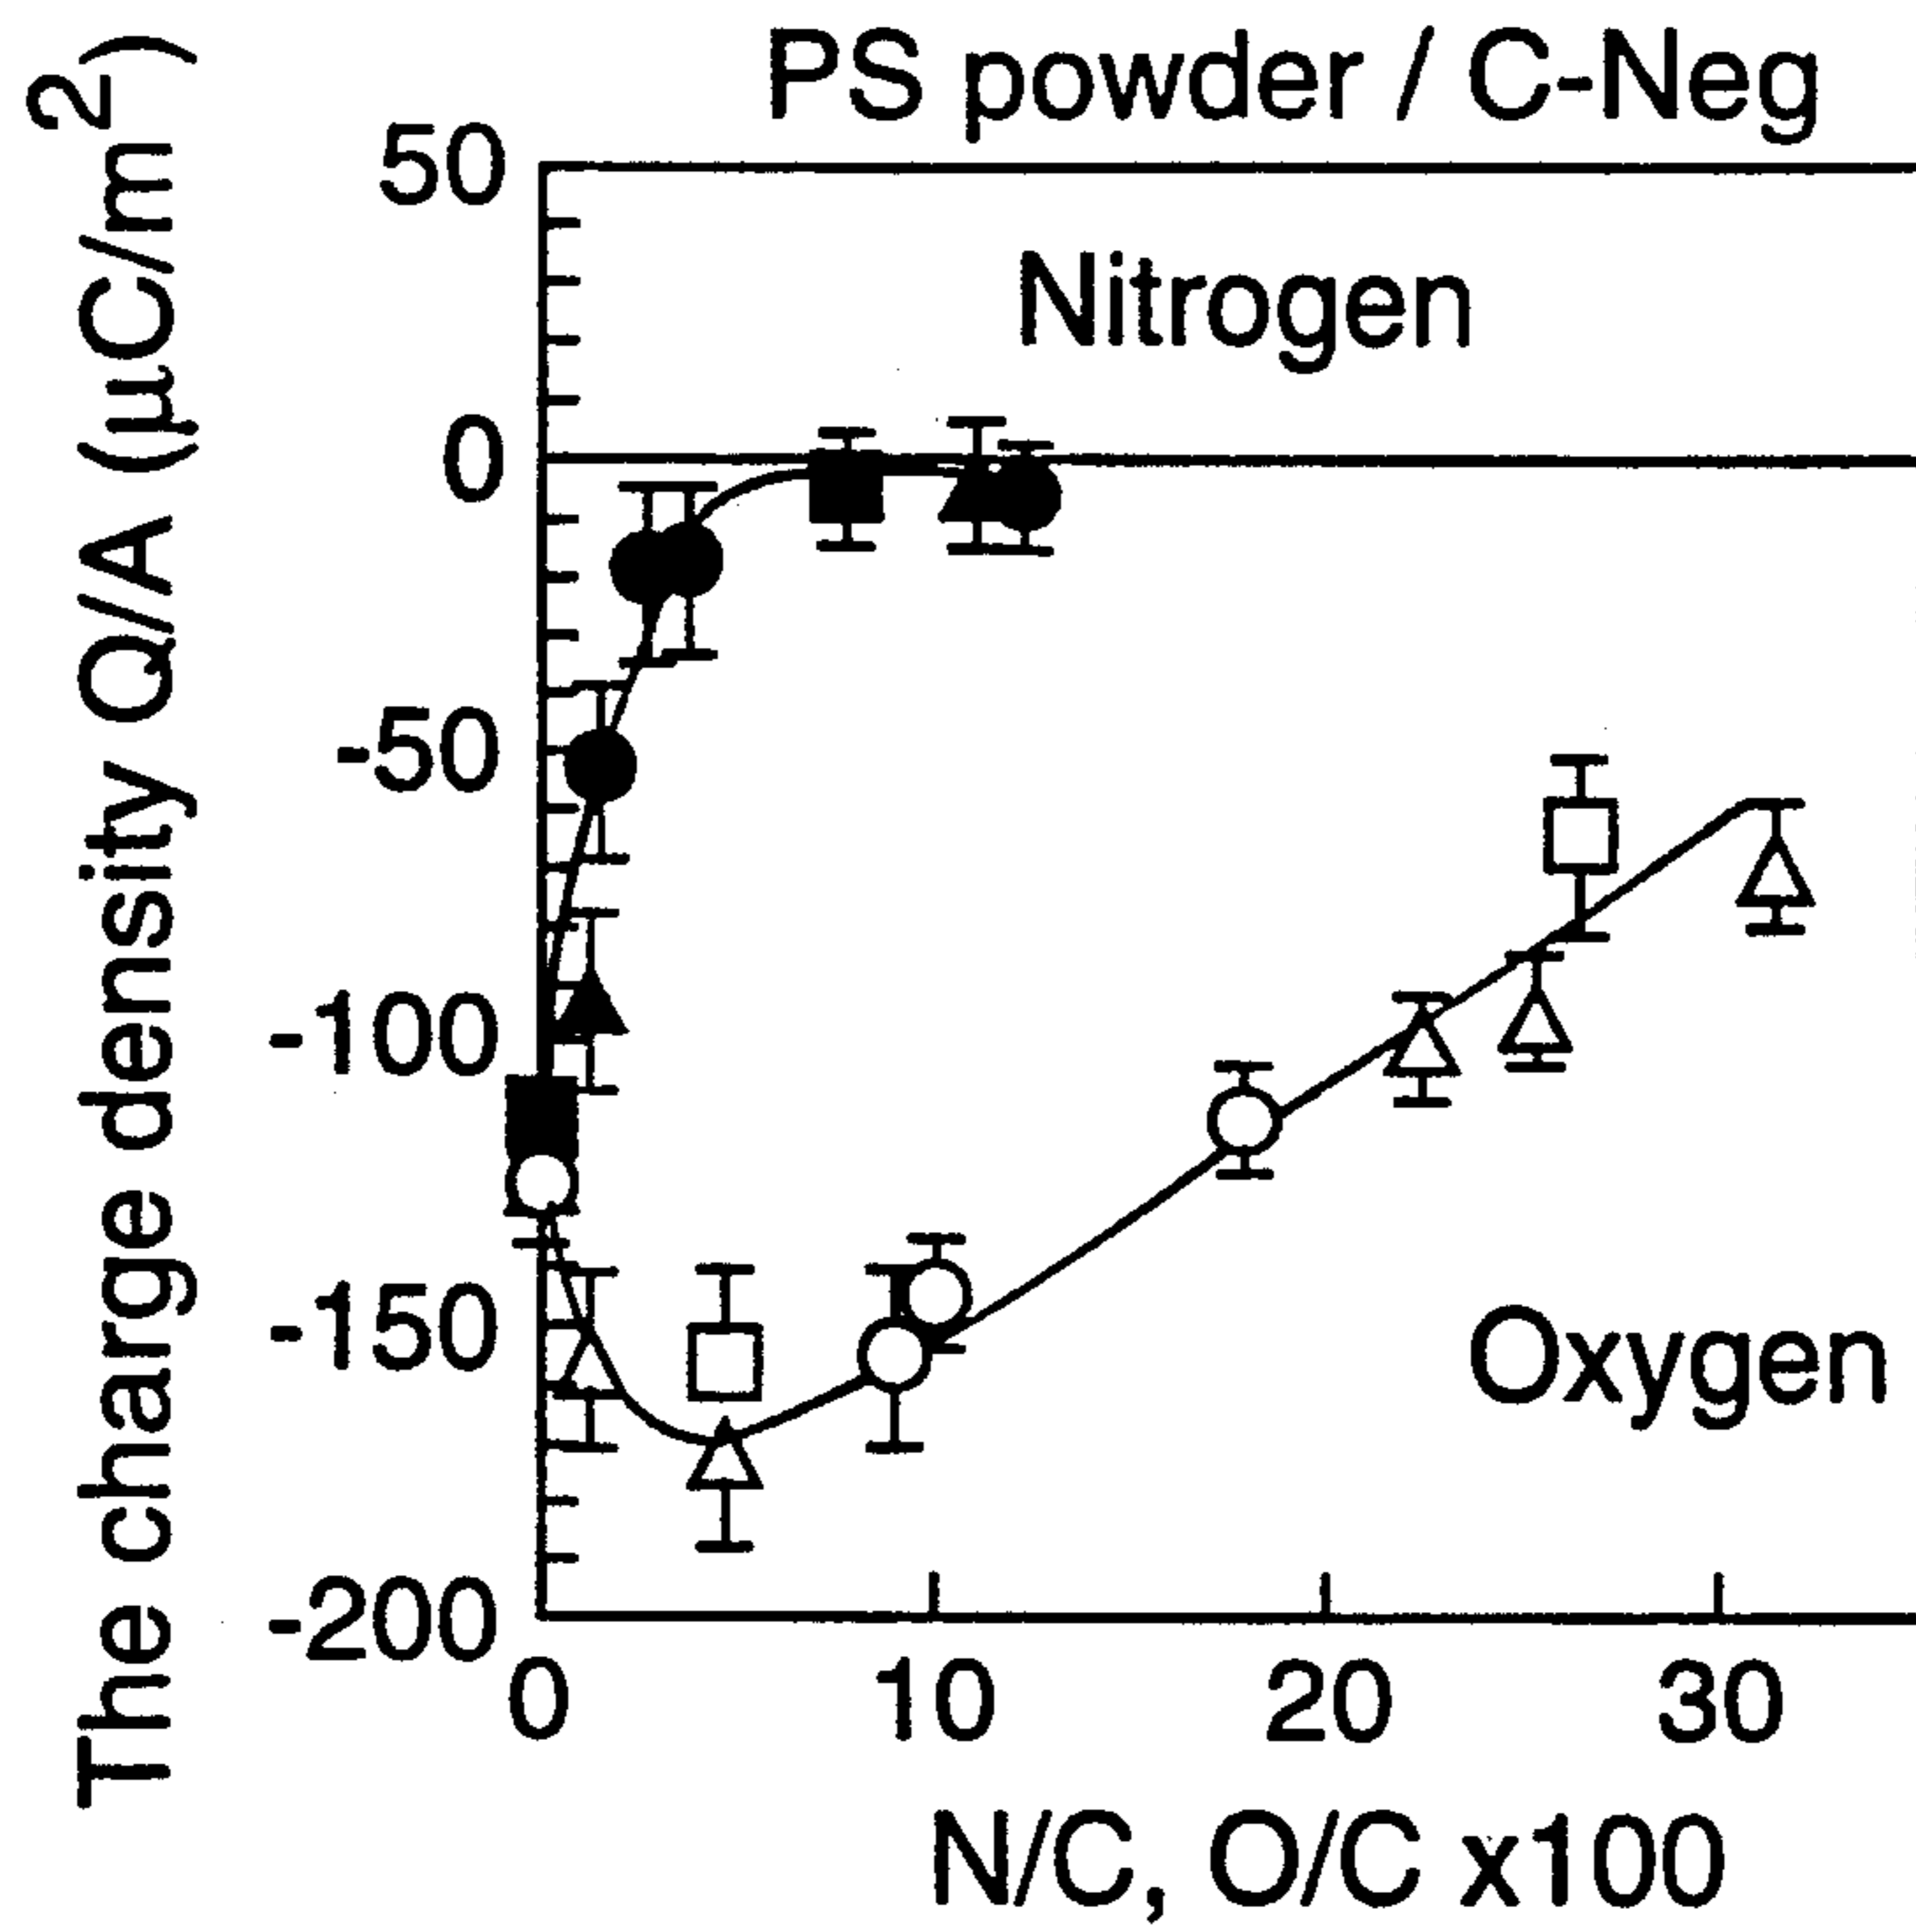 PS powder / C-Neg
The charge density Q/A (μC/m²)
50
0
-50
-100
-150
-200
Nitrogen
Oxygen
0 10 20 30
N/C, O/C x100